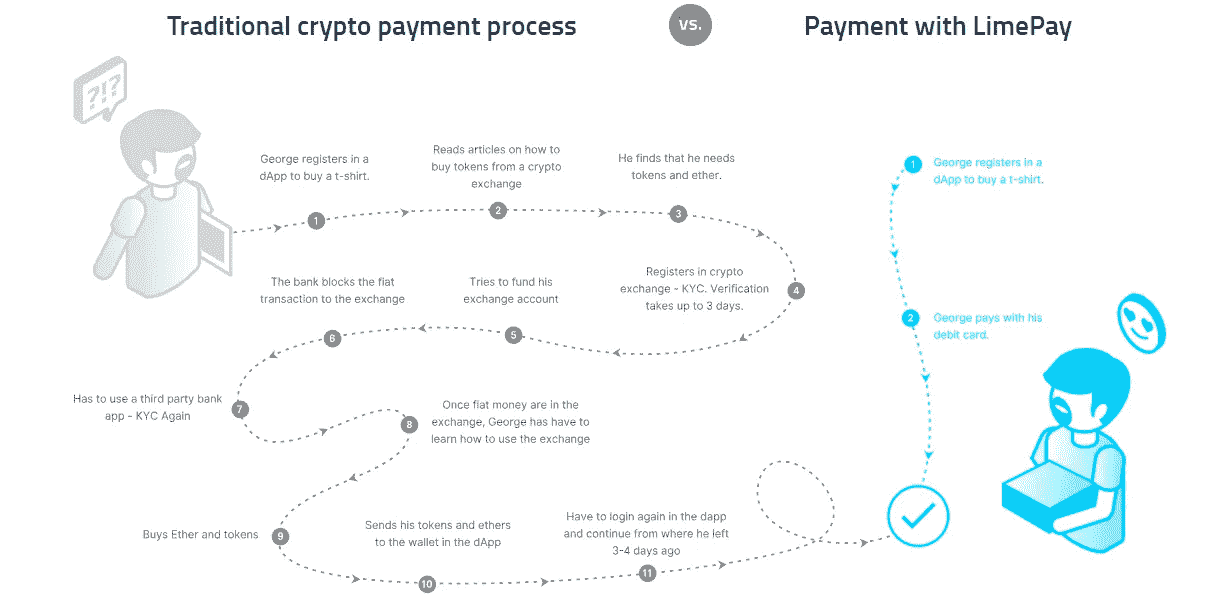 Traditional crypto payment process
vs.
Payment with LimePay
?!?
George registers in a
dApp to buy a t-shirt.
1
Reads articles on how to
buy tokens from a crypto
exchange
2
He finds that he needs
tokens and ether.
3
Registers in crypto
exchange - KYC. Verification
takes up to 3 days.
4
Tries to fund his
exchange account
5
The bank blocks the fiat
transaction to the exchange
6
Has to use a third party bank
app - KYC Again
7
Once fiat money are in the
exchange, George has have to
learn how to use the exchange
8
Buys Ether and tokens
9
Sends his tokens and ethers
to the wallet in the dApp
10
Have to login again in the dapp
and continue from where he left
3-4 days ago
11
1
George registers in a
dApp to buy a t-shirt.
2
George pays with his
debit card.